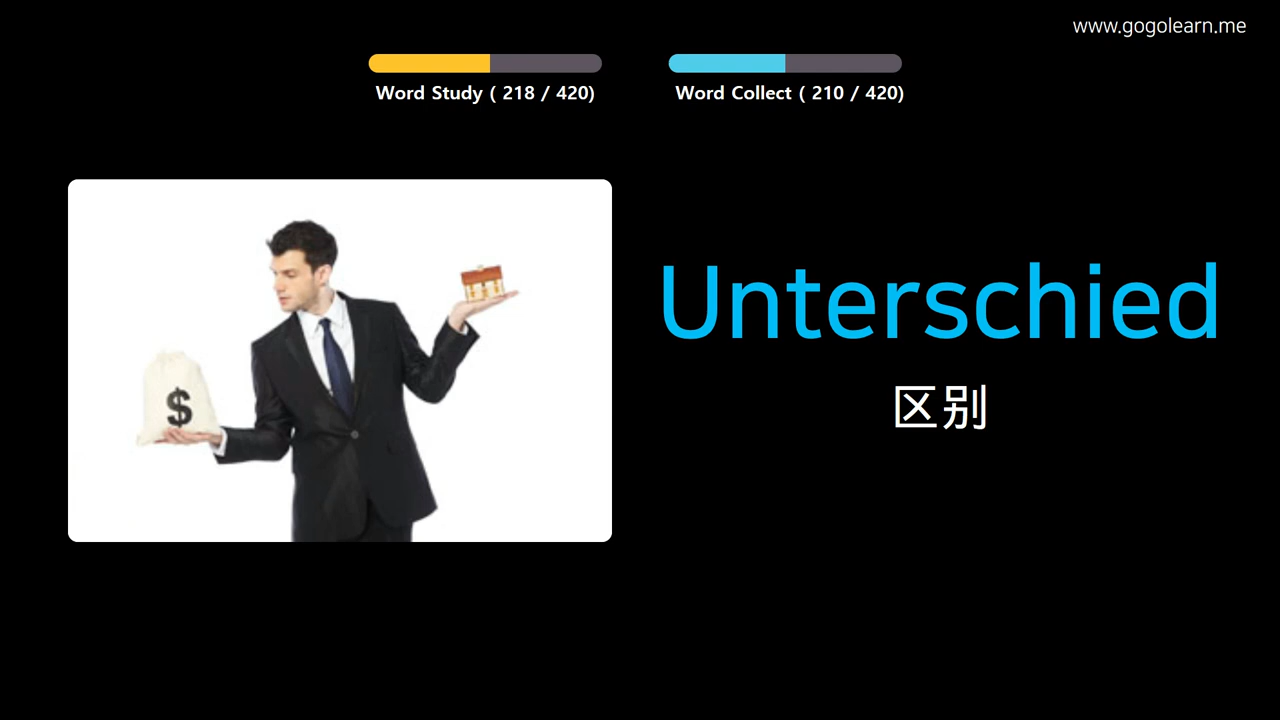 www.gogolearn.me
Word Study ( 218 / 420)
Word Collect ( 210 / 420)
$
Unterschied
区别